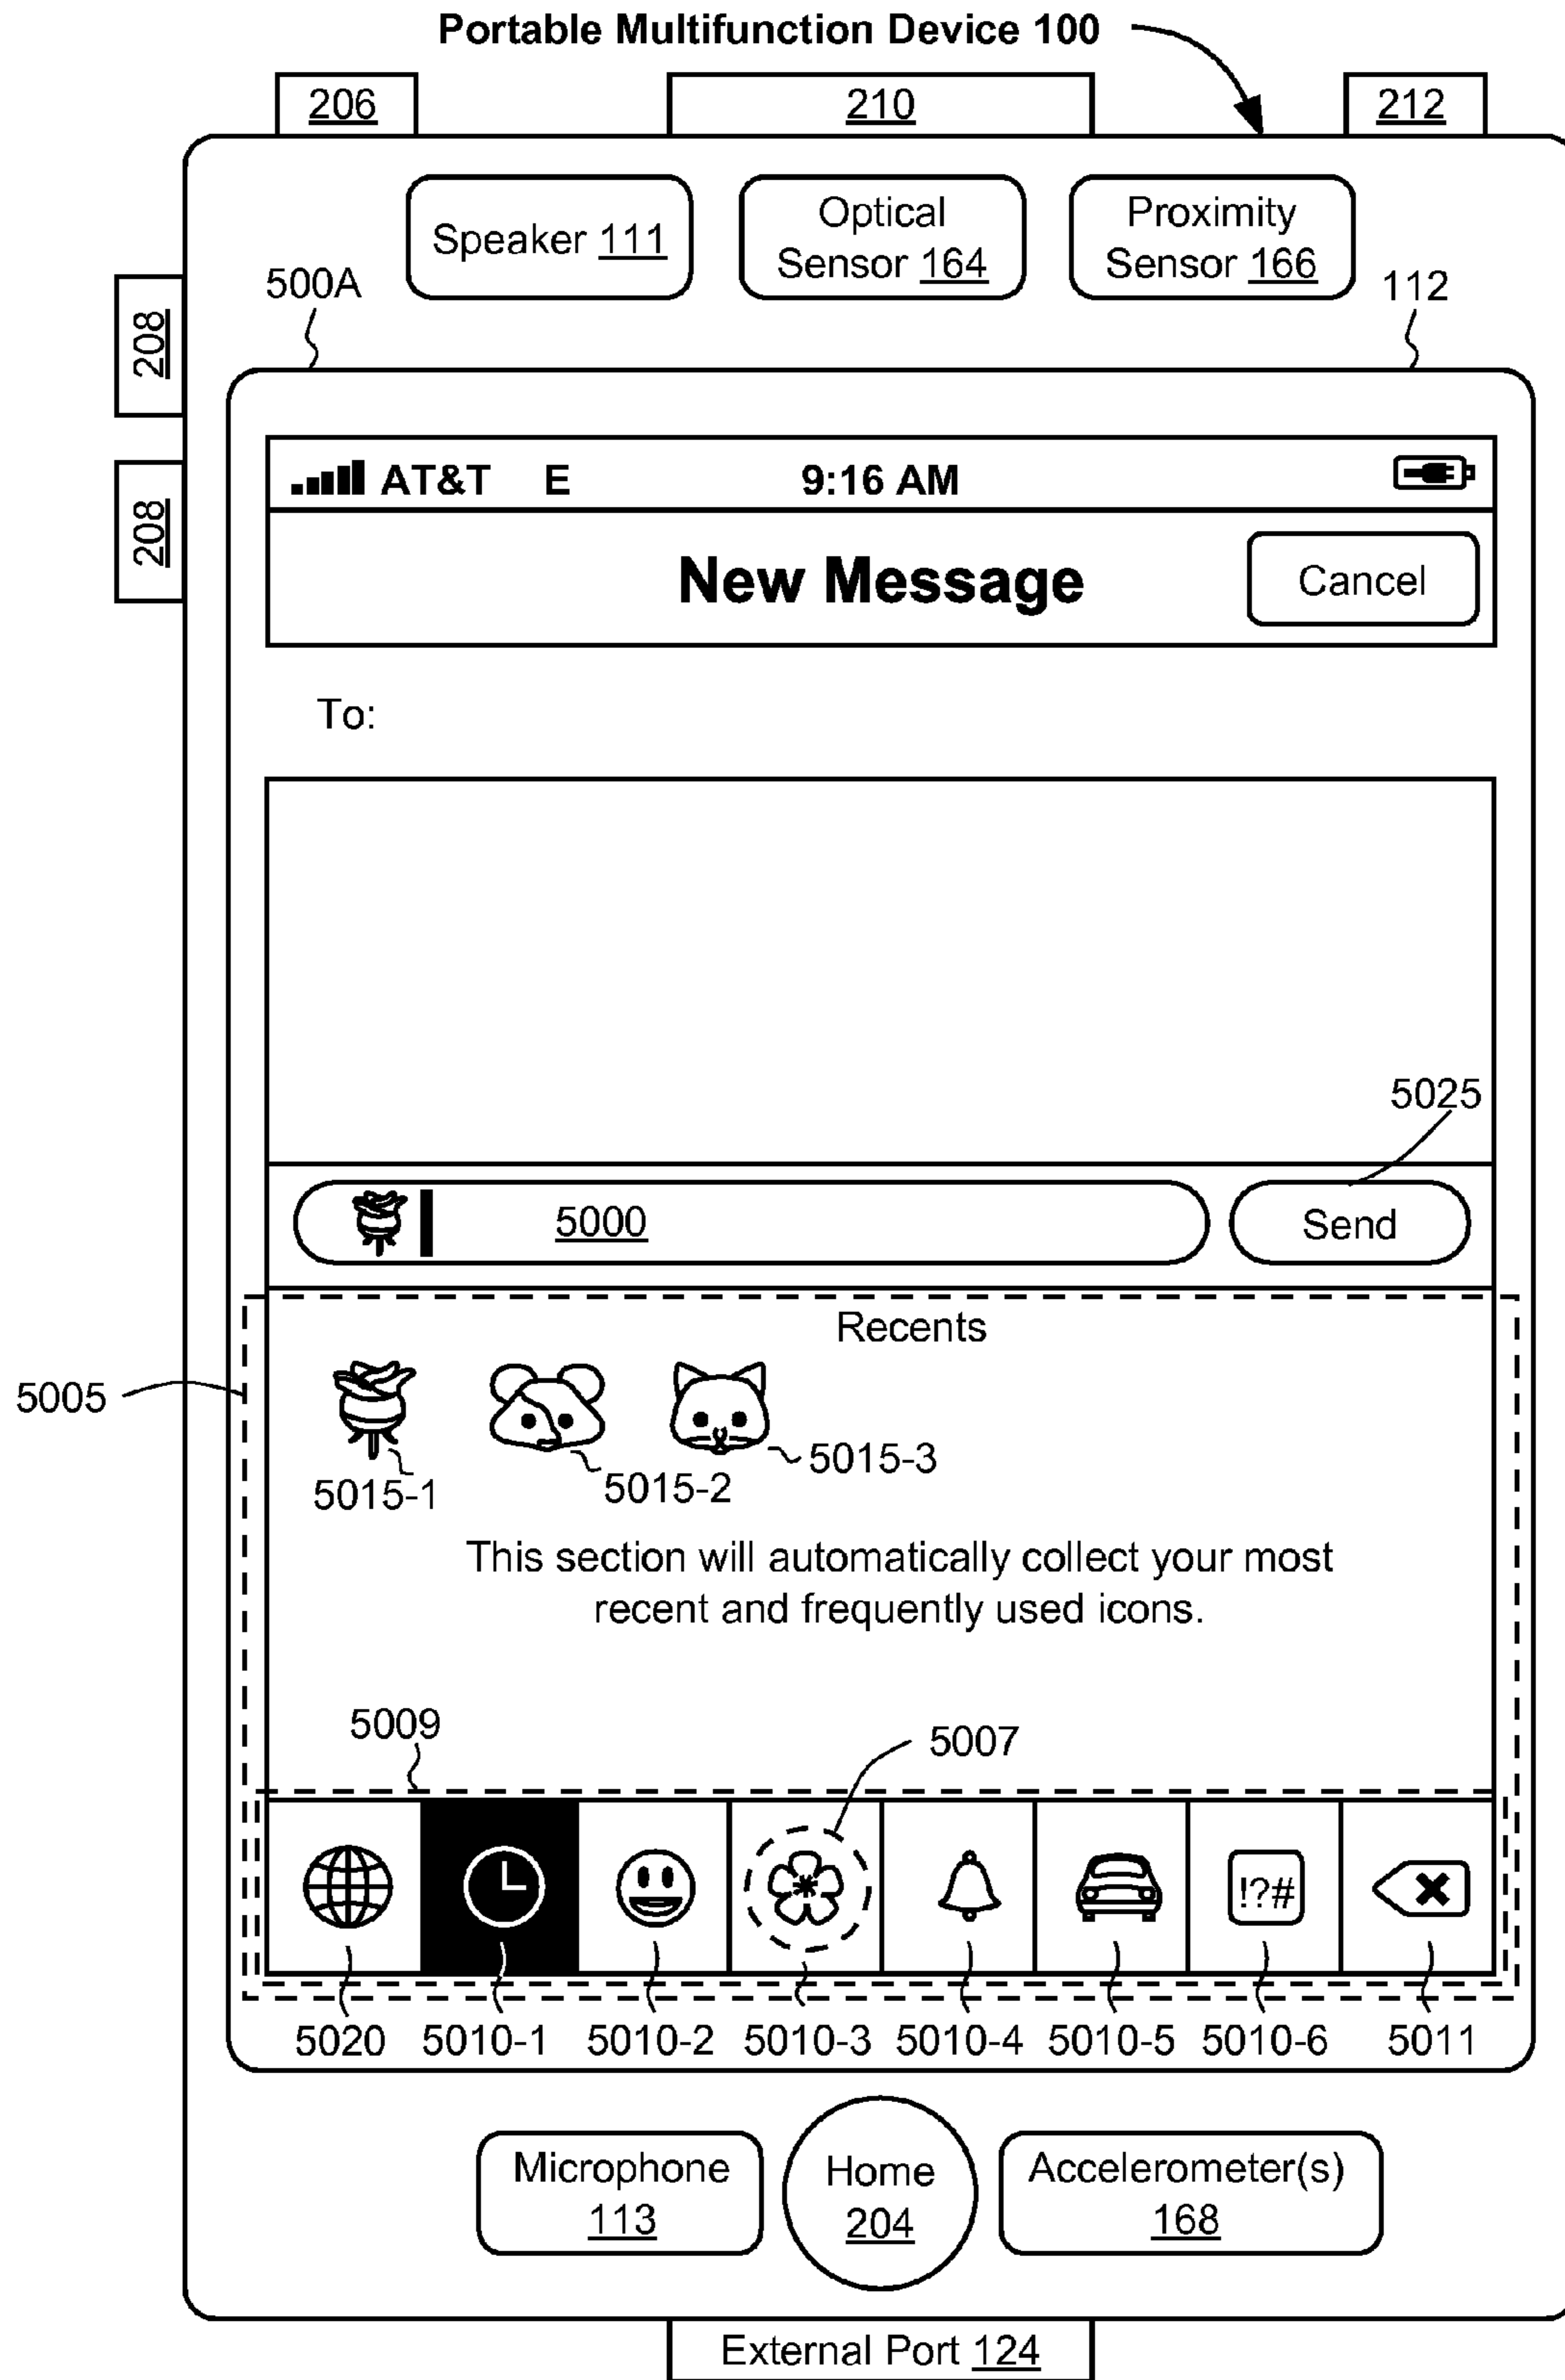 Portable Multifunction Device 100
206
210
212
Speaker 111
Optical
Sensor 164
Proximity
Sensor 166
500A
112
208
208
AT&T E 9:16 AM
New Message
Cancel
To:
5025
5000
Send
Recents
5005
5015-1
5015-2
5015-3
This section will automatically collect your most
recent and frequently used icons.
5009
5007
!?#
5020 5010-1 5010-2 5010-3 5010-4 5010-5 5010-6 5011
Microphone
113
Home
204
Accelerometer(s)
168
External Port 124